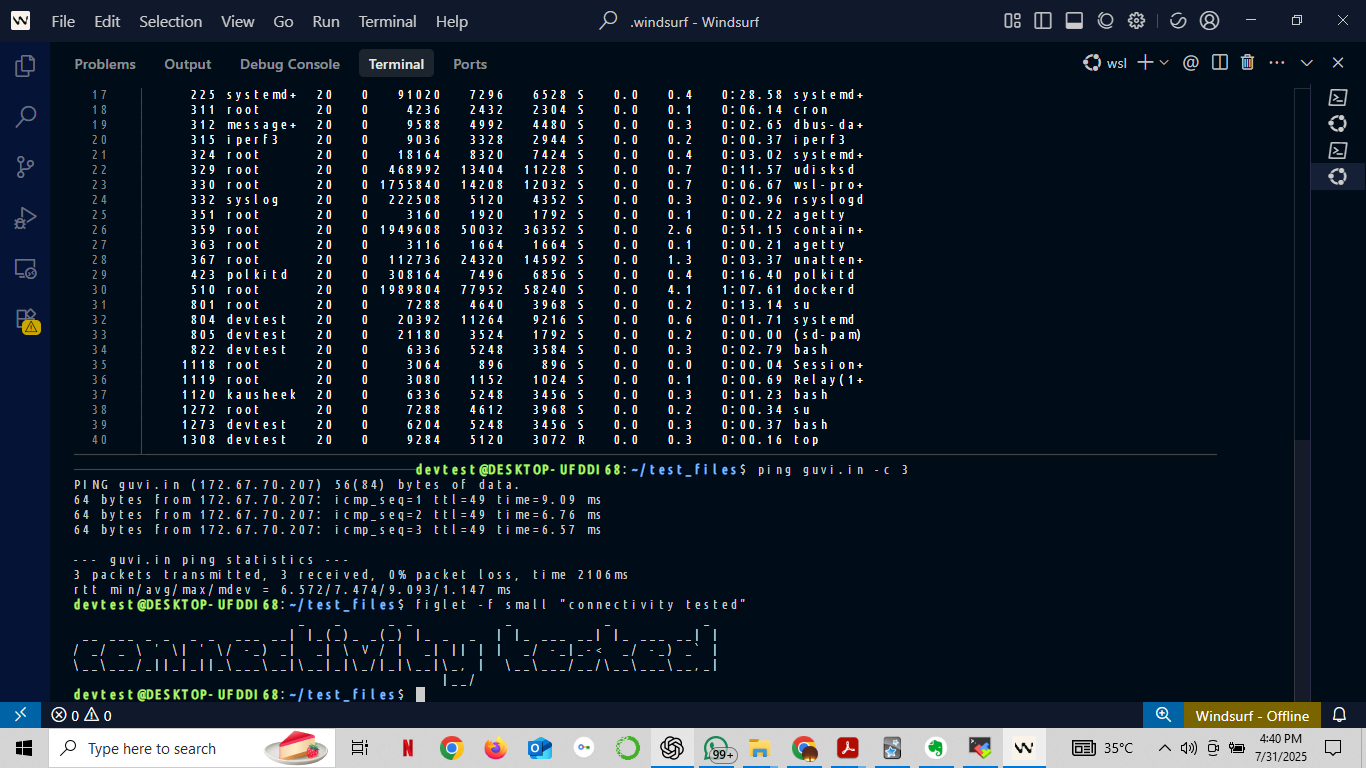 File Edit Selection View Go Run Terminal Help .windsurf - Windsurf
Problems Output Debug Console Terminal Ports wsl
17 225 systemd+ 20 0 91020 7296 6528 S 0.0 0.4 0:28.58 systemd+
18 311 root 20 0 4236 2432 2304 S 0.0 0.1 0:06.14 cron
19 312 message+ 20 0 9588 4992 4480 S 0.0 0.3 0:02.65 dbus-da+
20 315 iperf3 20 0 9036 3328 2944 S 0.0 0.2 0:00.37 iperf3
21 324 root 20 0 18164 8320 7424 S 0.0 0.4 0:03.02 systemd+
22 329 root 20 0 468992 13404 11228 S 0.0 0.7 0:11.57 udisksd
23 330 root 20 0 1755840 14208 12032 S 0.0 0.7 0:06.67 wsl-pro+
24 332 syslog 20 0 222508 5120 4352 S 0.0 0.3 0:02.96 rsyslogd
25 351 root 20 0 3160 1920 1792 S 0.0 0.1 0:00.22 agetty
26 359 root 20 0 1949608 50032 36352 S 0.0 2.6 0:51.15 contain+
27 363 root 20 0 3116 1664 1664 S 0.0 0.1 0:00.21 agetty
28 367 root 20 0 112736 24320 14592 S 0.0 1.3 0:03.37 unatten+
29 423 polkitd 20 0 308164 7496 6856 S 0.0 0.4 0:16.40 polkitd
30 510 root 20 0 1989804 77952 58240 S 0.0 4.1 1:07.61 dockerd
31 801 root 20 0 7288 4640 3968 S 0.0 0.2 0:13.14 su
32 804 devtest 20 0 20392 11264 9216 S 0.0 0.6 0:01.71 systemd
33 805 devtest 20 0 21180 3524 1792 S 0.0 0.2 0:00.00 (sd-pam)
34 822 devtest 20 0 6336 5248 3584 S 0.0 0.3 0:02.79 bash
35 1118 root 20 0 3064 896 896 S 0.0 0.0 0:00.04 Session+
36 1119 root 20 0 3080 1152 1024 S 0.0 0.1 0:00.69 Relay(1+
37 1120 kausheek 20 0 6336 5248 3456 S 0.0 0.3 0:01.23 bash
38 1272 root 20 0 7288 4612 3968 S 0.0 0.2 0:00.34 su
39 1273 devtest 20 0 6204 5248 3456 S 0.0 0.3 0:00.37 bash
40 1308 devtest 20 0 9284 5120 3072 R 0.0 0.3 0:00.16 top
devtest@DESKTOP-UFDDI68:~/test_files$ ping guvi.in -c 3
PING guvi.in (172.67.70.207) 56(84) bytes of data.
64 bytes from 172.67.70.207: icmp_seq=1 ttl=49 time=9.09 ms
64 bytes from 172.67.70.207: icmp_seq=2 ttl=49 time=6.76 ms
64 bytes from 172.67.70.207: icmp_seq=3 ttl=49 time=6.57 ms
--- guvi.in ping statistics ---
3 packets transmitted, 3 received, 0% packet loss, time 2106ms
rtt min/avg/max/mdev = 6.572/7.474/9.093/1.147 ms
devtest@DESKTOP-UFDDI68:~/test_files$ figlet -f small "connectivity tested"
connectivity tested
devtest@DESKTOP-UFDDI68:~/test_files$
0 0 Windsurf - Offline
Type here to search 99+ 35°C 4:40 PM
7/31/2025